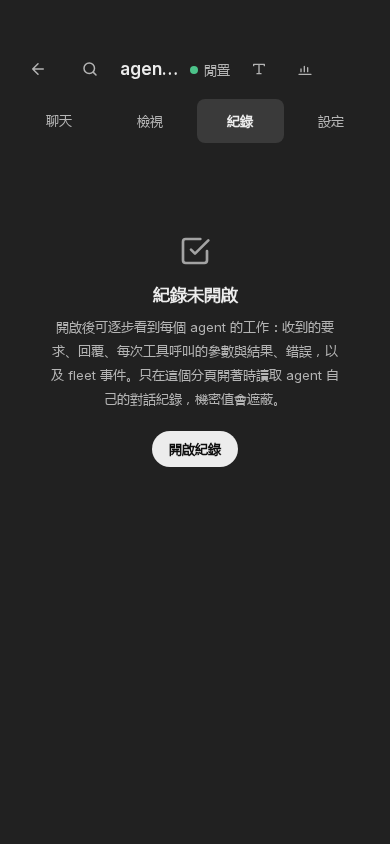 agen... 閒置
聊天 檢視 紀錄 設定
紀錄未開啟
開啟後可逐步看到每個 agent 的工作：收到的要
求、回覆、每次工具呼叫的參數與結果、錯誤，以
及 fleet 事件。只在這個分頁開著時讀取 agent 自
己的對話紀錄，機密值會遮蔽。
開啟紀錄